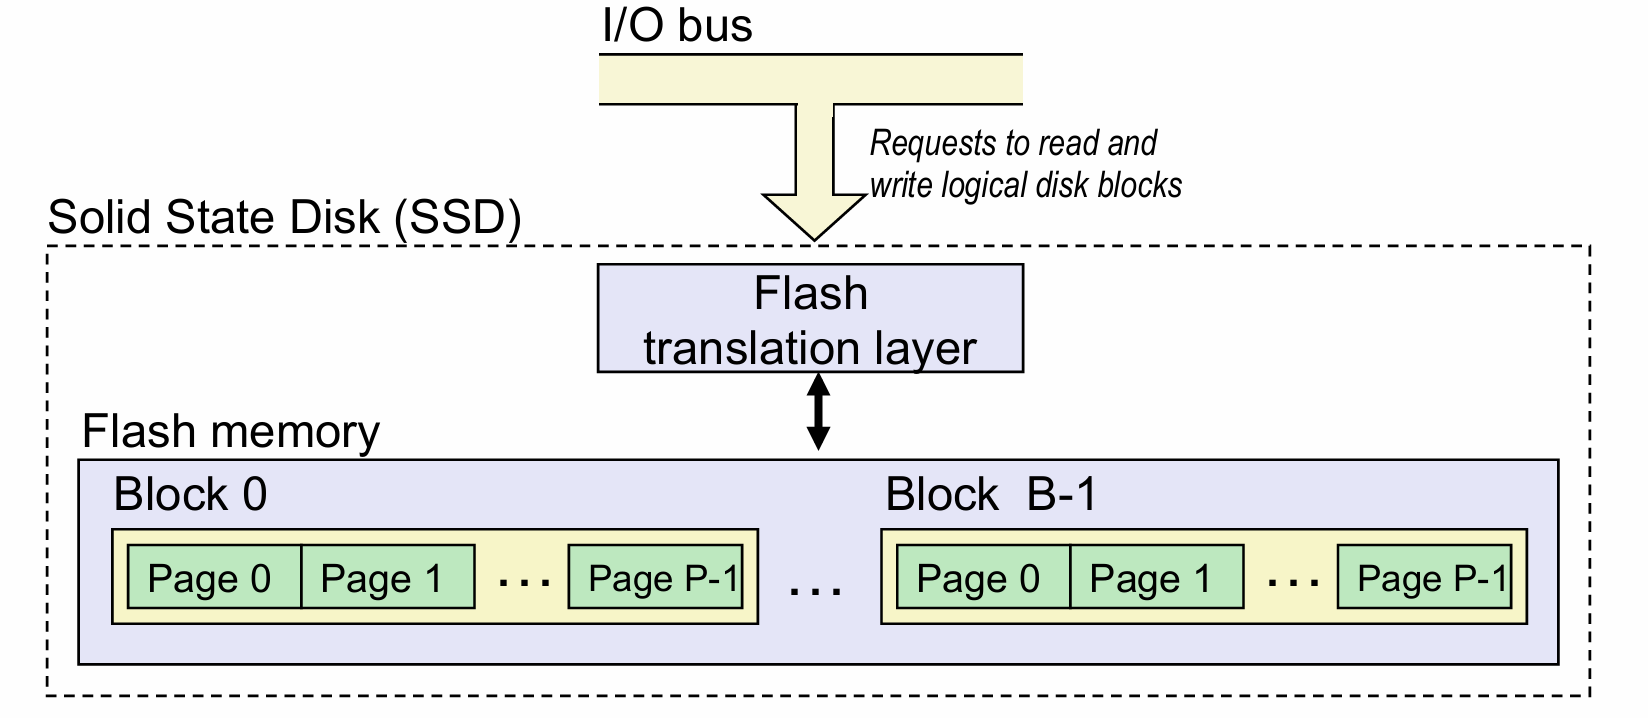 I/O bus
Requests to read and
write logical disk blocks
Solid State Disk (SSD)
Flash
translation layer
Flash memory
Block 0
Block B-1
Page 0 Page 1 ... Page P-1 ... Page 0 Page 1 ... Page P-1